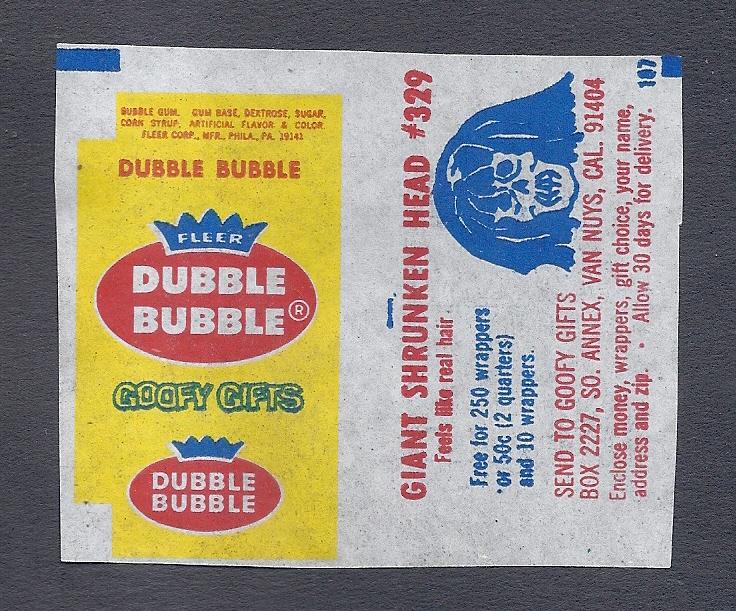 BUBBLE GUM. GUM BASE, DEXTROSE, SUGAR,
CORN SYRUP, ARTIFICIAL FLAVOR & COLOR
FLEER CORP., MFR., PHILA., PA. 19141
DUBBLE BUBBLE
FLEER
DUBBLE
BUBBLE®
GOOFY GIFTS
DUBBLE
BUBBLE
GIANT SHRUNKEN HEAD #329
Feels like real hair
Free for 250 wrappers
or 50c (2 quarters)
and 10 wrappers.
SEND TO GOOFY GIFTS
BOX 2227, SO. ANNEX, VAN NUYS, CAL. 91404
Enclose money, wrappers, gift choice, your name,
address and zip. • Allow 30 days for delivery.
107